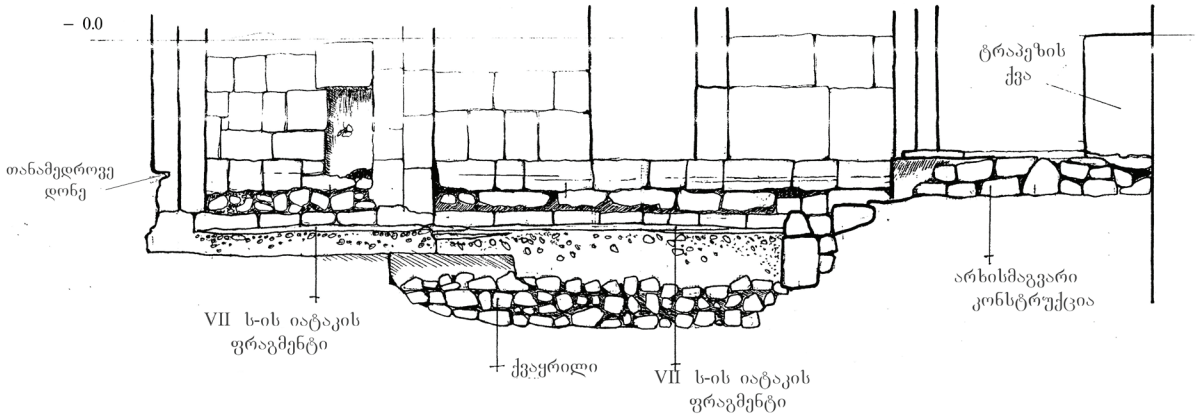 – 0.0
ტრაპეზის
ქვა
თანამედროვე
დონე
არხისმაგვარი
კონსტრუქცია
VII ს-ის იატაკის
ფრაგმენტი
ქვაყრილი
VII ს-ის იატაკის
ფრაგმენტი